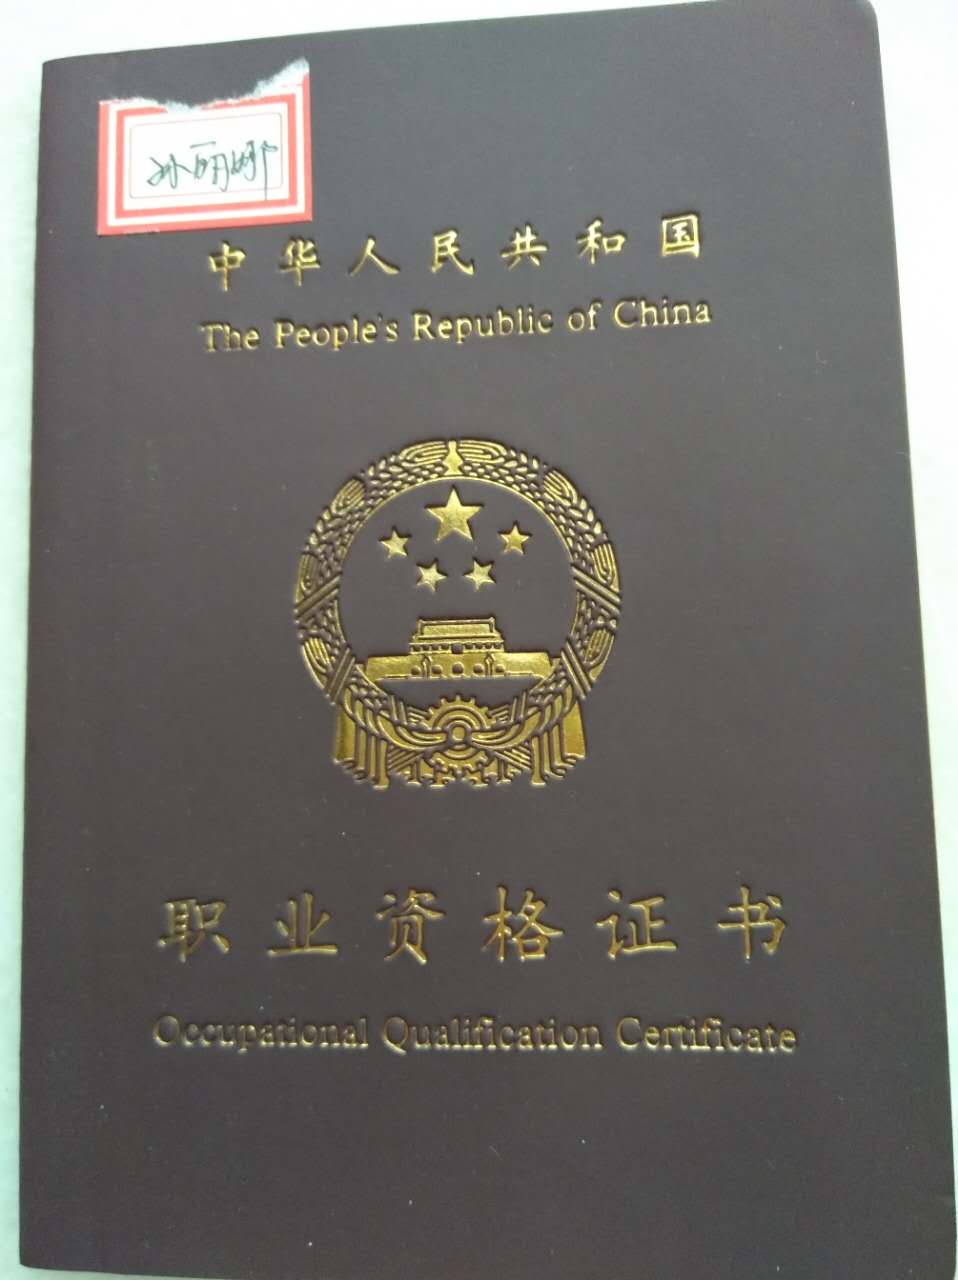 孙丽娜
中华人民共和国
The People's Republic of China
职业资格证书
Occupational Qualification Certificate